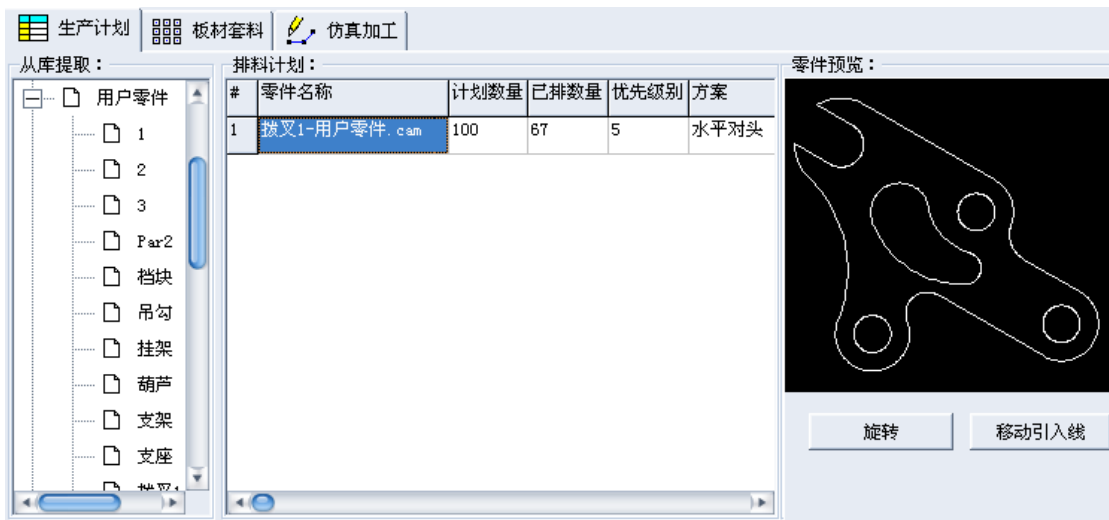 生产计划 板材套料 仿真加工
从库提取：
用户零件
1
2
3
Par2
档块
吊勾
挂架
葫芦
支架
支座
排料计划：
# 零件名称 计划数量 已排数量 优先级别 方案
1 拨叉1-用户零件.cam 100 67 5 水平对头
零件预览：
旋转 移动引入线